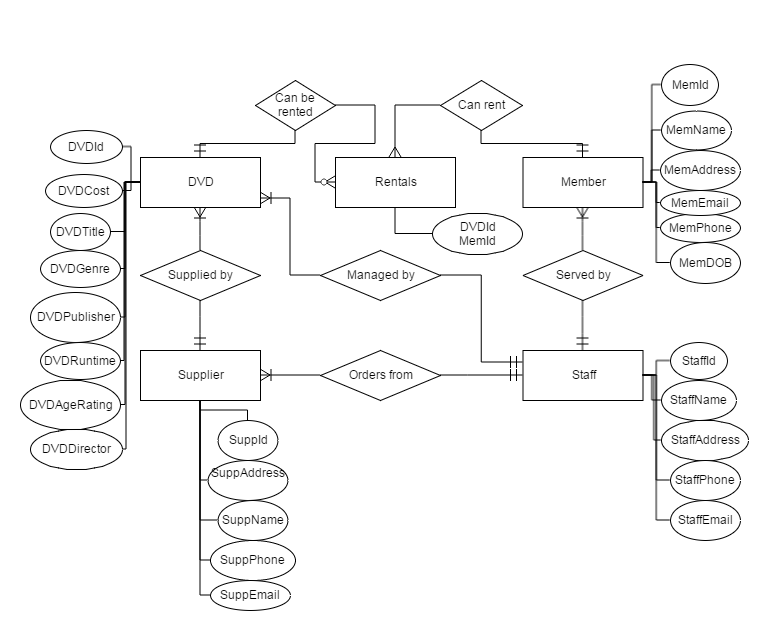 Can be
rented
Can rent
MemId
MemName
DVDId
MemAddress
DVD
Rentals
Member
DVDCost
MemEmail
MemPhone
DVDId
MemId
DVDTitle
MemDOB
DVDGenre
Supplied by
Managed by
Served by
DVDPublisher
DVDRuntime
StaffId
Supplier
Orders from
Staff
StaffName
DVDAgeRating
StaffAddress
SuppId
DVDDirector
SuppAddress
StaffPhone
SuppName
StaffEmail
SuppPhone
SuppEmail